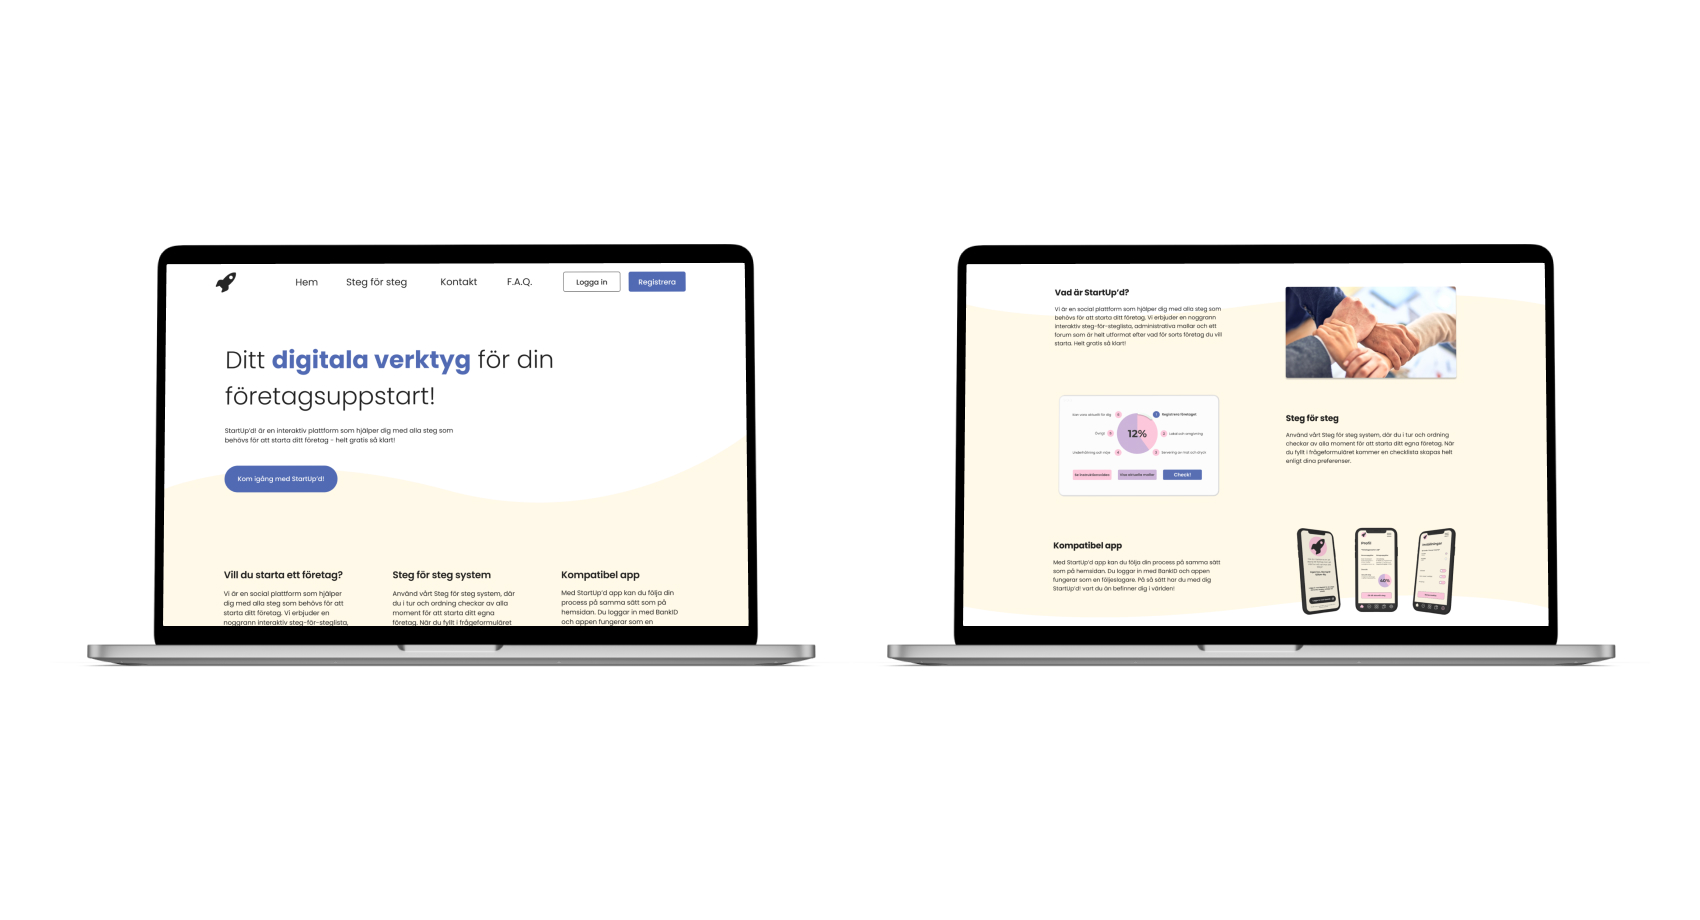 Hem
Steg för steg
Kontakt
F.A.Q.
Logga in
Registrera
Ditt digitala verktyg för din
företagsuppstart!
StartUp'd! är en interaktiv plattform som hjälper dig med alla steg som
behövs för att starta ditt företag - helt gratis så klart!
Kom igång med StartUp'd!
Vill du starta ett företag?
Vi är en social plattform som hjälper
dig med alla steg som behövs för att
starta ditt företag. Vi erbjuder en
noggrann interaktiv steg-för-steglista,
Steg för steg system
Använd vårt Steg för steg system, där
du i tur och ordning checkar av alla
moment för att starta ditt egna
företag. När du fyllt i frågeformuläret
Kompatibel app
Med StartUp'd app kan du följa din
process på samma sätt som på
hemsidan. Du loggar in med BankID
och appen fungerar som en
Vad är StartUp'd?
Vi är en social plattform som hjälper dig med alla steg som
behövs för att starta ditt företag. Vi erbjuder en noggrann
interaktiv steg-för-steglista, administrativa mallar och ett
forum som är helt utformat efter vad för sorts företag du vill
starta. Helt gratis så klart!
Registrera företaget
Övrigt
12%
Lokal och omgivning
Servering av mat och dryck
Check!
Steg för steg
Använd vårt Steg för steg system, där du i tur och ordning
checkar av alla moment för att starta ditt egna företag. När
du fyllt i frågeformuläret kommer en checklista skapas helt
enligt dina preferenser.
Kompatibel app
Med StartUp'd app kan du följa din process på samma sätt
som på hemsidan. Du loggar in med BankID och appen
fungerar som en följeslagare. På så sätt har du med dig
StartUp'd! vart du än befinner dig i världen!
Profil
60%
Inställningar